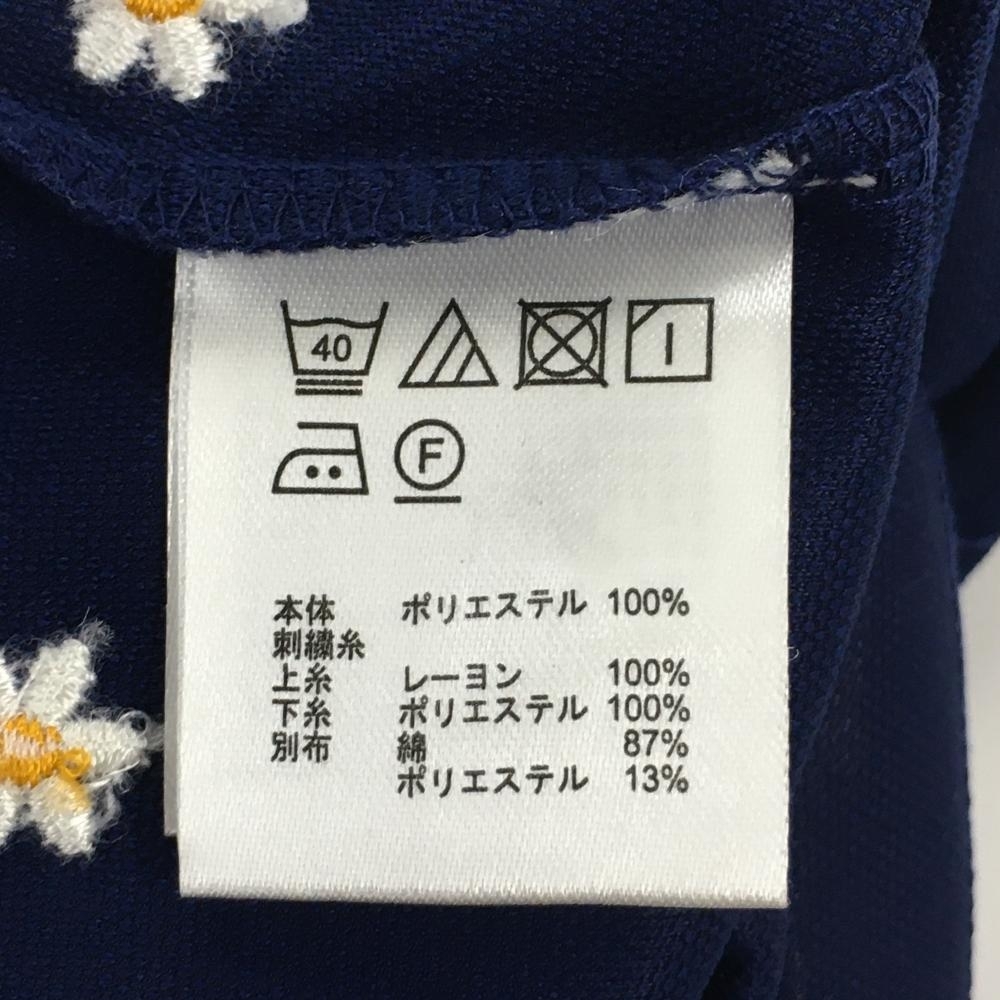 40
F
本体 ポリエステル 100%
刺繍糸
上糸 レーヨン 100%
下糸 ポリエステル 100%
別布 綿 87%
ポリエステル 13%